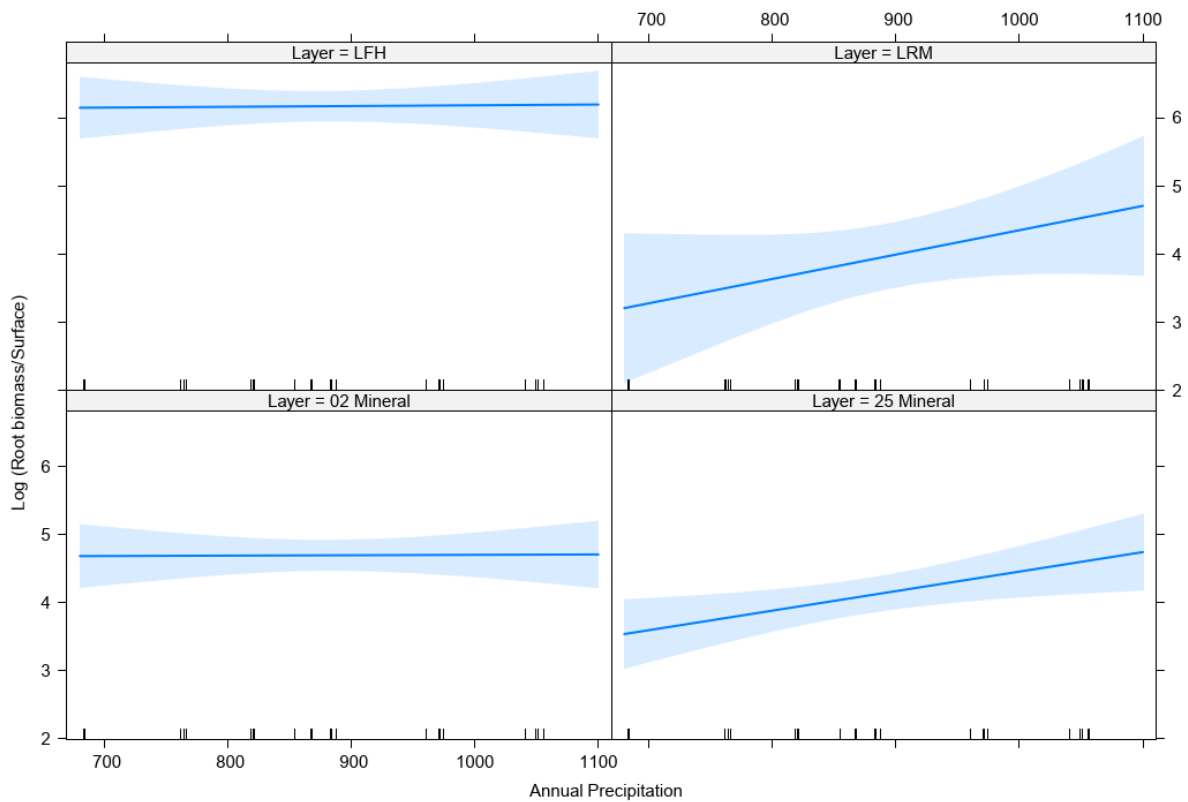 700 800 900 1000 1100
Layer = LFH Layer = LRM
6
5
4
3
2
Layer = 02 Mineral Layer = 25 Mineral
6
5
4
3
2
Log (Root biomass/Surface)
700 800 900 1000 1100
Annual Precipitation